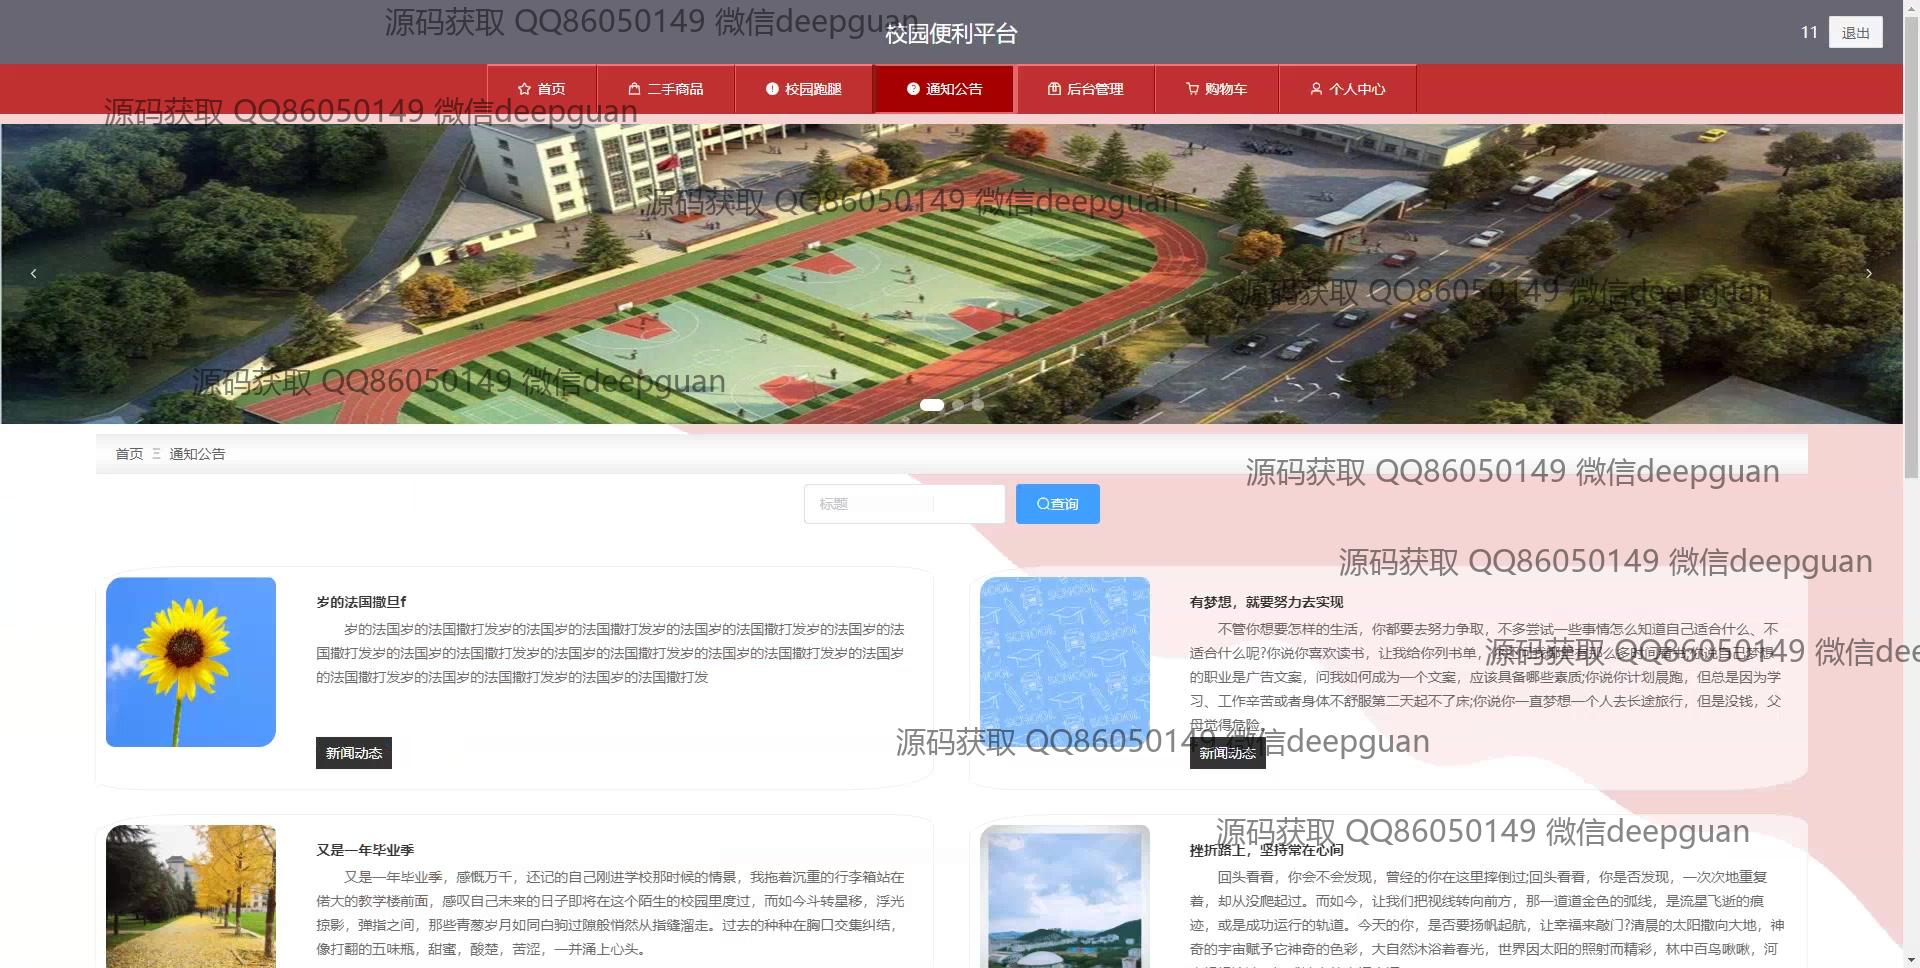 源码获取 QQ86050149 微信deepguan
校园便利平台
11
退出
首页
二手商品
校园跑腿
通知公告
后台管理
购物车
个人中心
源码获取 QQ86050149 微信deepguan
源码获取 QQ86050149 微信deepguan
源码获取 QQ86050149 微信deepguan
源码获取 QQ86050149 微信deepguan
首页 通知公告
源码获取 QQ86050149 微信deepguan
标题
查询
源码获取 QQ86050149 微信deepguan
岁的法国撒旦f
岁的法国岁的法国撒打发岁的法国岁的法国撒打发岁的法国岁的法国撒打发岁的法国岁的法
国撒打发岁的法国岁的法国撒打发岁的法国岁的法国撒打发岁的法国岁的法国撒打发岁的法国岁
的法国撒打发岁的法国岁的法国撒打发岁的法国岁的法国撒打发
新闻动态
SCHOOL
有梦想，就要努力去实现
不管你想要怎样的生活，你都要去努力争取，不多尝试一些事情怎么知道自己适合什么、不
适合什么呢?你说你喜欢读书，让我给你列书单，
源码获取 QQ86050149 微信dee
的职业是广告文案，问我如何成为一个文案，应该具备哪些素质;你说你计划晨跑，但总是因为学
习、工作辛苦或者身体不舒服第二天起不了床;你说你一直梦想一个人去长途旅行，但是没钱，父
母觉得危险。
源码获取 QQ86050149 微信deepguan
新闻动态
源码获取 QQ86050149 微信deepguan
又是一年毕业季
又是一年毕业季，感慨万千，还记的自己刚进学校那时候的情景，我拖着沉重的行李箱站在
偌大的教学楼前面，感叹自己未来的日子即将在这个陌生的校园里度过，而如今斗转星移，浮光
掠影，弹指之间，那些青葱岁月如同白驹过隙般悄然从指缝溜走。过去的种种在胸口交集纠结，
像打翻的五味瓶，甜蜜，酸楚，苦涩，一并涌上心头。
挫折路上，坚持常在心间
回头看看，你会不会发现，曾经的你在这里摔倒过;回头看看，你是否发现，一次次地重复
着，却从没爬起过。而如今，让我们把视线转向前方，那一道道金色的弧线，是流星飞逝的痕
迹，或是成功运行的轨道。今天的你，是否要扬帆起航，让幸福来敲门?清晨的太阳撒向大地，神
奇的宇宙赋予它神奇的色彩，大自然沐浴着春光，世界因太阳的照射而精彩，林中百鸟啾啾，河